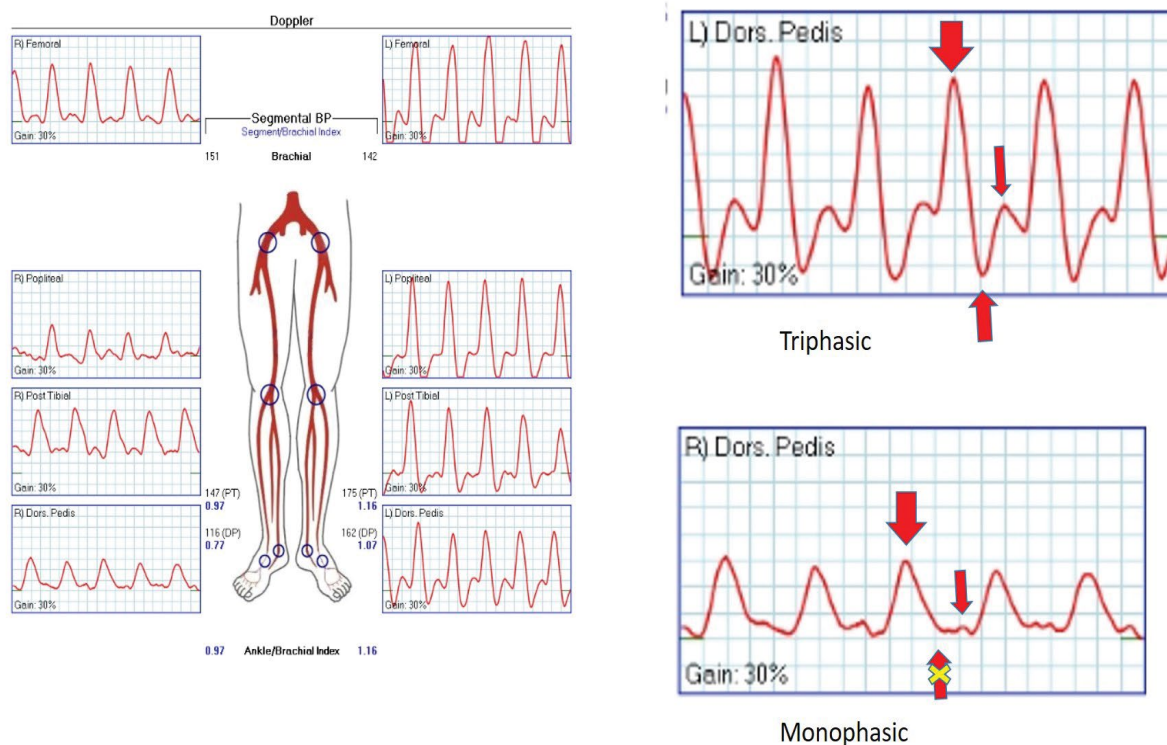 Doppler
R) Femoral
Gain: 30%
L) Femoral
Gain: 30%
Segmental BP
Segment/Brachial Index
151 Brachial 142
R) Popliteal
Gain: 30%
L) Popliteal
Gain: 30%
R) Post Tibial
Gain: 30%
L) Post Tibial
Gain: 30%
147 (PT)
0.97
175 (PT)
1.16
R) Dors. Pedis
Gain: 30%
116 (DP)
0.77
162 (DP)
1.07
L) Dors. Pedis
Gain: 30%
0.97 Ankle/Brachial Index 1.16
L) Dors. Pedis
Gain: 30%
Triphasic
R) Dors. Pedis
Gain: 30%
Monophasic